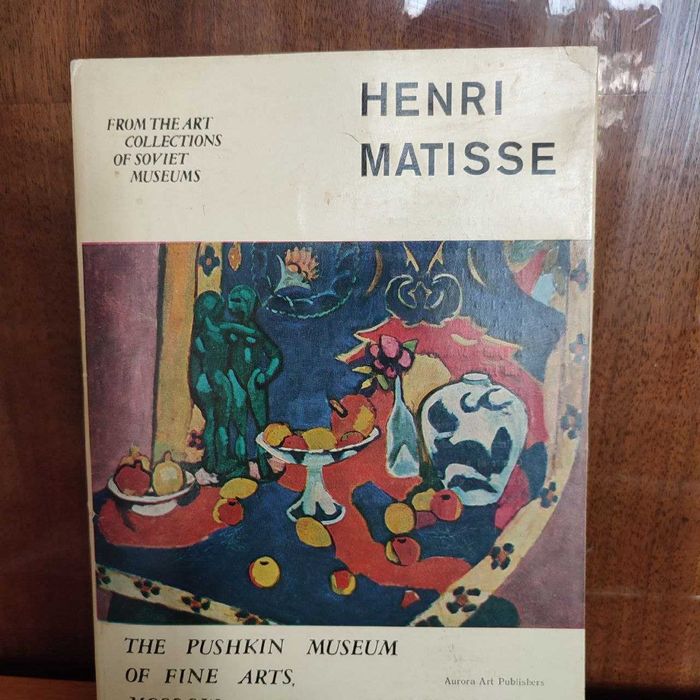 FROM THE ART
COLLECTIONS
OF SOVIET
MUSEUMS
HENRI
MATISSE
THE PUSHKIN MUSEUM
OF FINE ARTS,
Aurora Art Publishers